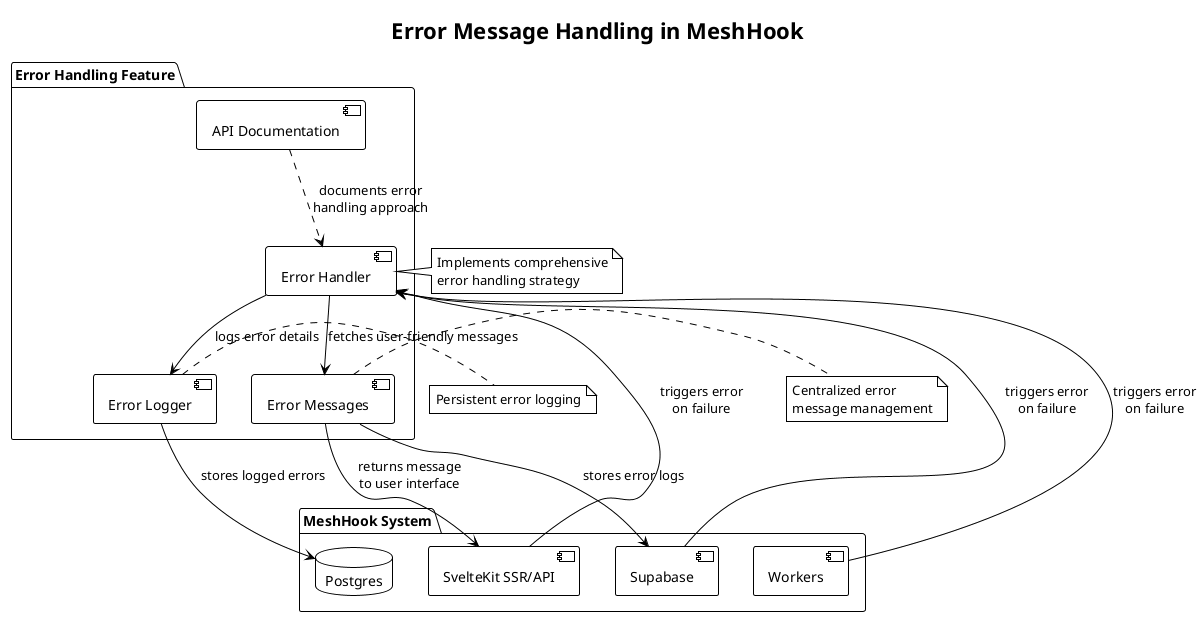 Error Message Handling in MeshHook
Error Handling Feature
API Documentation
documents error
handling approach
Error Handler
Implements comprehensive
error handling strategy
logs error details
fetches user-friendly messages
Error Logger
Error Messages
Persistent error logging
triggers error
on failure
Centralized error
message management
triggers error
on failure
triggers error
on failure
stores logged errors
returns message
to user interface
stores error logs
MeshHook System
Postgres
SvelteKit SSR/API
Supabase
Workers